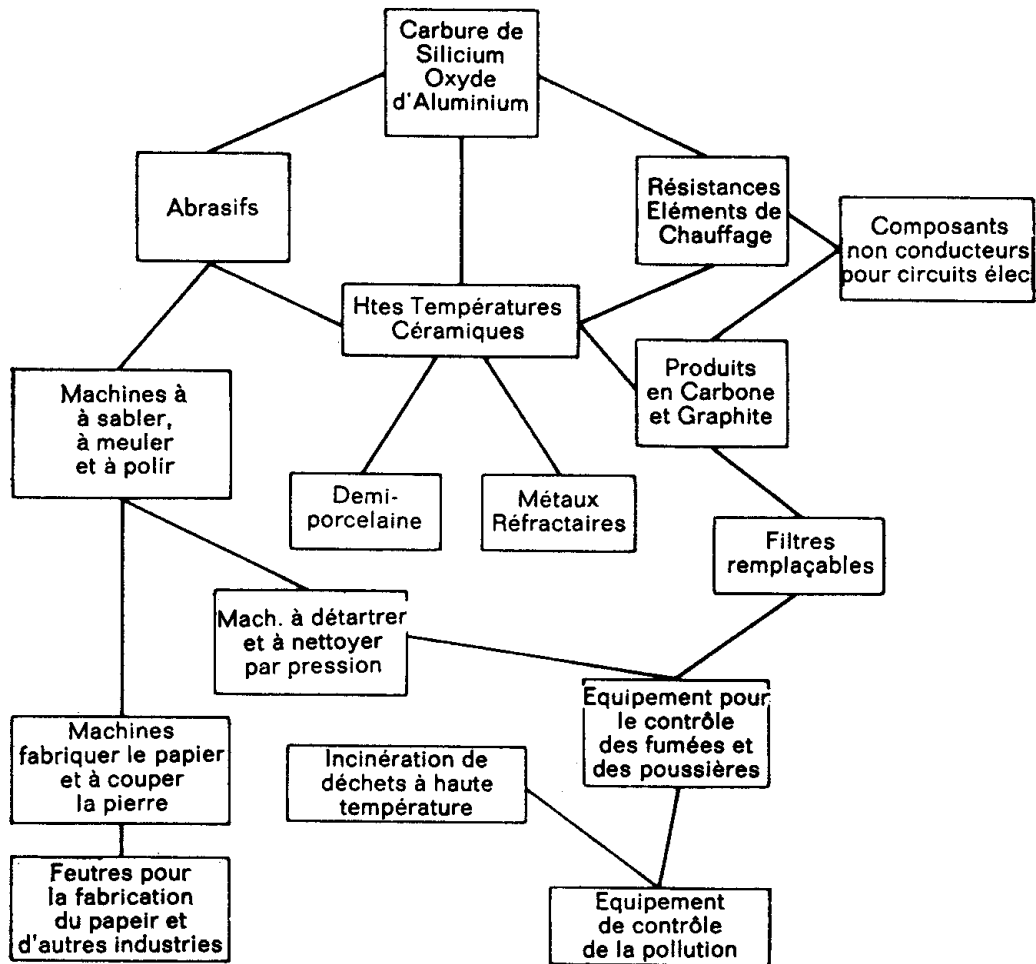 Carbure de
Silicium
Oxyde
d'Aluminium
Abrasifs
Résistances
Eléments de
Chauffage
Composants
non conducteurs
pour circuits élec.
Htes Températures
Céramiques
Produits
en Carbone
et Graphite
Machines à
à sabler,
à meuler
et à polir
Demi-
porcelaine
Métaux
Réfractaires
Filtres
remplaçables
Mach. à détartrer
et à nettoyer
par pression
Equipement pour
le contrôle
des fumées et
des poussières
Machines
fabriquer le papier
et à couper
la pierre
Incinération de
déchets à haute
température
Feutres pour
la fabrication
du papeir et
d'autres industries
Equipement
de contrôle
de la pollution